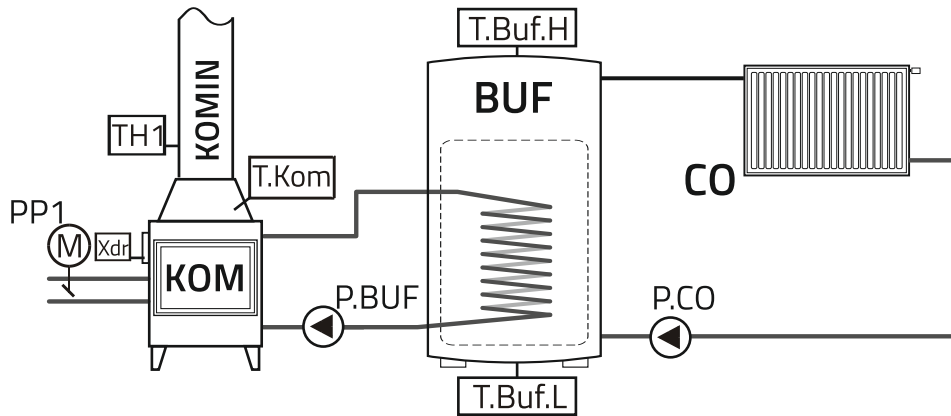 T.Buf.H
KOMIN
BUF
TH1
T.Kom
CO
PP1
M
Xdr
KOM
P.BUF
P.CO
T.Buf.L